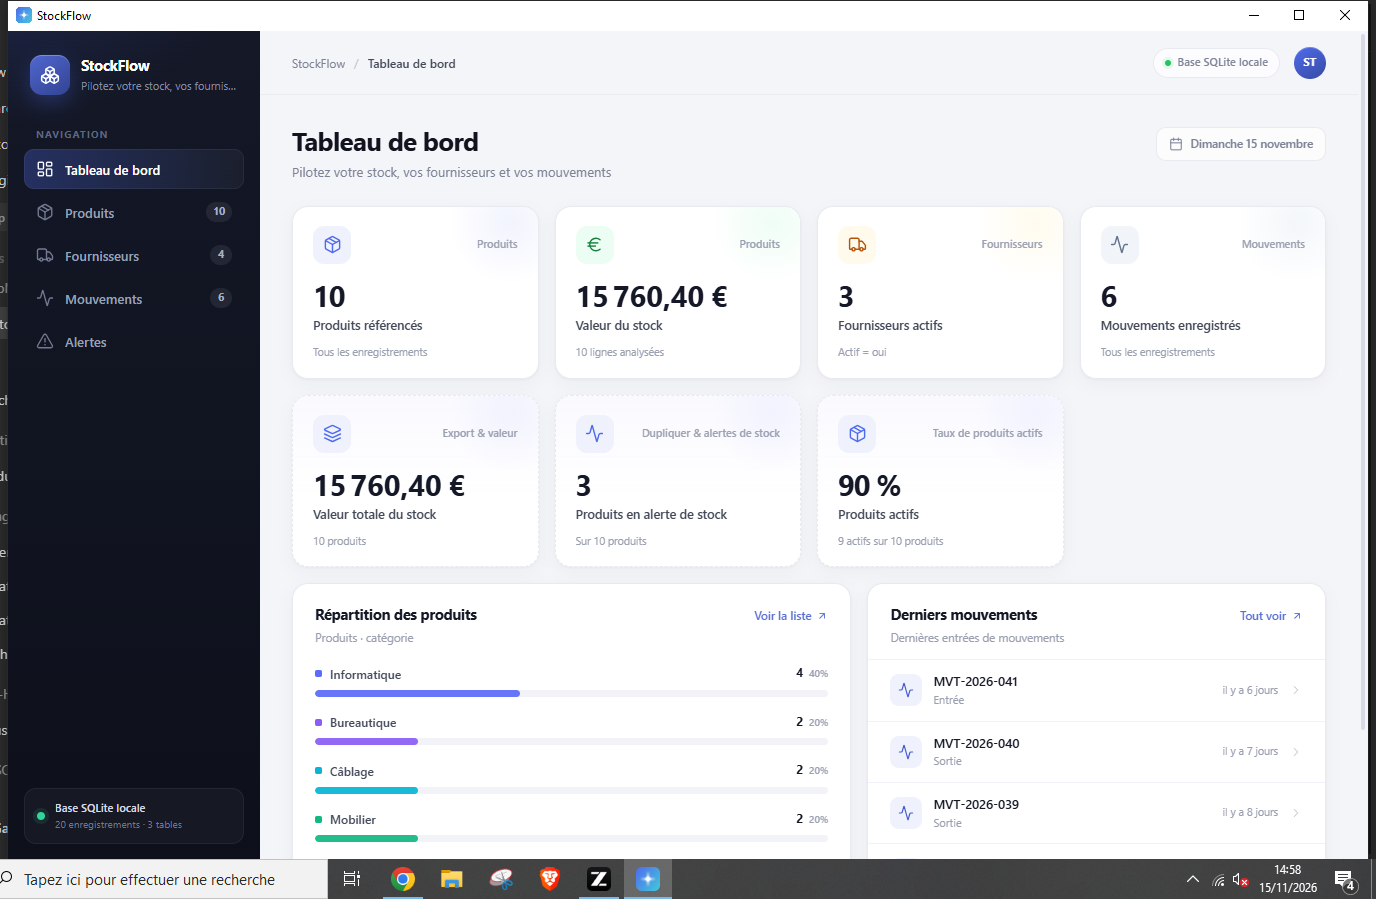 StockFlow
StockFlow
Pilotez votre stock, vos fournis...
NAVIGATION
Tableau de bord
Produits 10
Fournisseurs 4
Mouvements 6
Alertes
Base SQLite locale
20 enregistrements · 3 tables
StockFlow / Tableau de bord
Base SQLite locale
ST
Tableau de bord
Pilotez votre stock, vos fournisseurs et vos mouvements
Dimanche 15 novembre
Produits
10
Produits référencés
Tous les enregistrements
Produits
15 760,40 €
Valeur du stock
10 lignes analysées
Fournisseurs
3
Fournisseurs actifs
Actif = oui
Mouvements
6
Mouvements enregistrés
Tous les enregistrements
Export & valeur
15 760,40 €
Valeur totale du stock
10 produits
Dupliquer & alertes de stock
3
Produits en alerte de stock
Sur 10 produits
Taux de produits actifs
90 %
Produits actifs
9 actifs sur 10 produits
Répartition des produits
Voir la liste
Produits · catégorie
Informatique 4 40%
Bureautique 2 20%
Câblage 2 20%
Mobilier 2 20%
Derniers mouvements
Tout voir
Dernières entrées de mouvements
MVT-2026-041
Entrée
il y a 6 jours
MVT-2026-040
Sortie
il y a 7 jours
MVT-2026-039
Sortie
il y a 8 jours
Tapez ici pour effectuer une recherche
14:58
15/11/2026
4